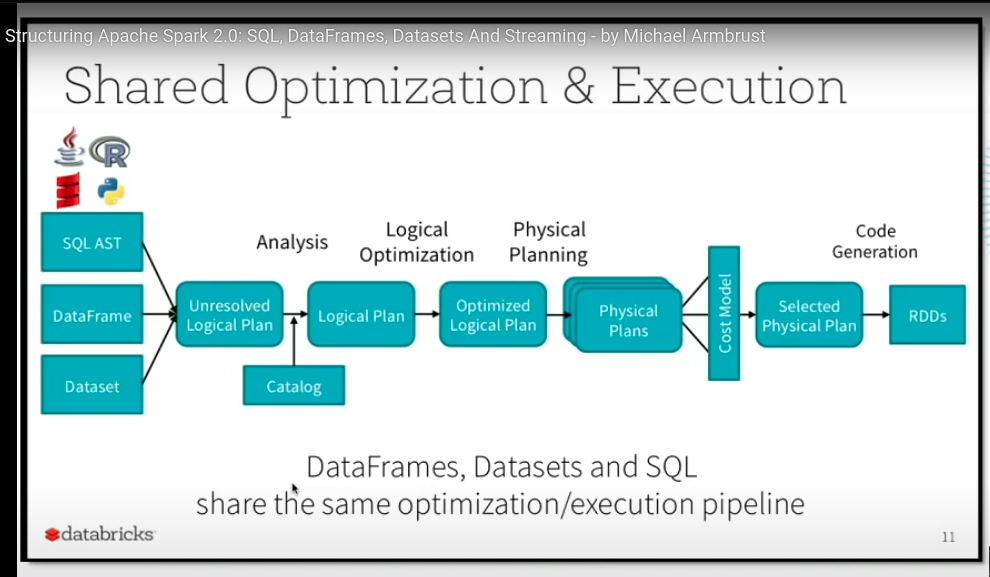 Structuring Apache Spark 2.0: SQL, DataFrames, Datasets And Streaming - by Michael Armbrust
Shared Optimization & Execution
R
SQL AST
DataFrame
Dataset
Analysis
Logical
Optimization
Physical
Planning
Code
Generation
Unresolved
Logical Plan
Catalog
Logical Plan
Optimized
Logical Plan
Physical
Plans
Cost Model
Selected
Physical Plan
RDDs
DataFrames, Datasets and SQL
share the same optimization/execution pipeline
databricks
11